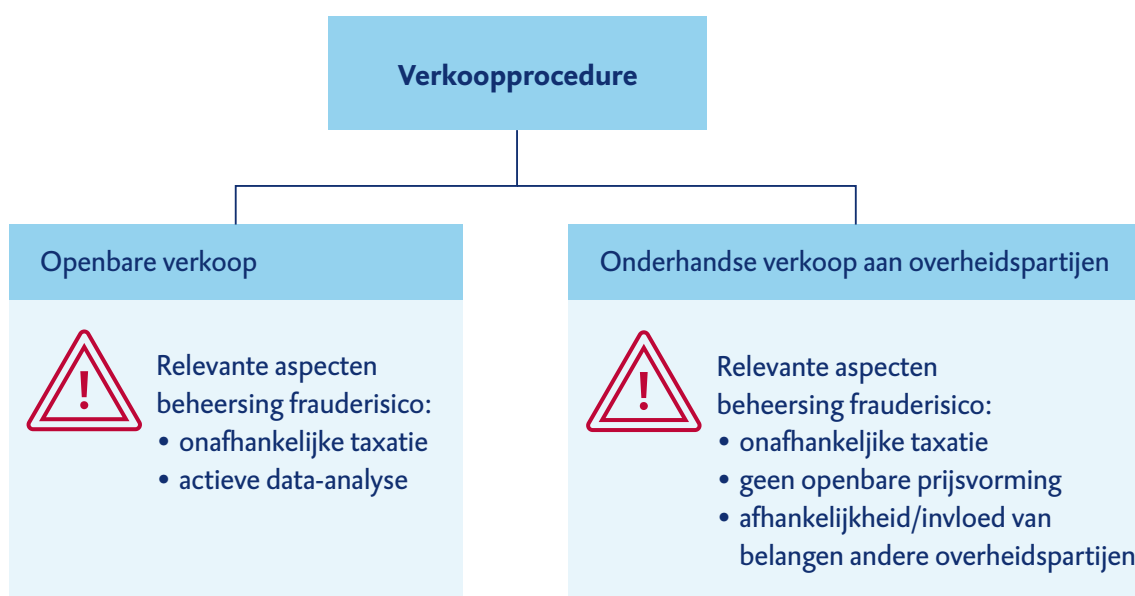 Verkoopprocedure
Openbare verkoop
!
Relevante aspecten
beheersing frauderisico:
• onafhankelijke taxatie
• actieve data-analyse
Onderhandse verkoop aan overheidspartijen
!
Relevante aspecten
beheersing frauderisico:
• onafhankeljike taxatie
• geen openbare prijsvorming
• afhankelijkheid/invloed van
belangen andere overheidspartijen